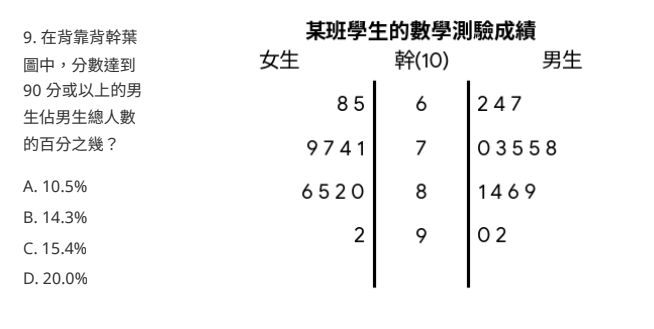 9. 在背靠背幹葉
圖中，分數達到
90 分或以上的男
生佔男生總人數
的百分之幾？
A. 10.5%
B. 14.3%
C. 15.4%
D. 20.0%
某班學生的數學測驗成績
女生 幹(10) 男生
8 5 6 2 4 7
9 7 4 1 7 0 3 5 5 5 8
6 5 2 0 8 1 4 6 9
2 9 0 2